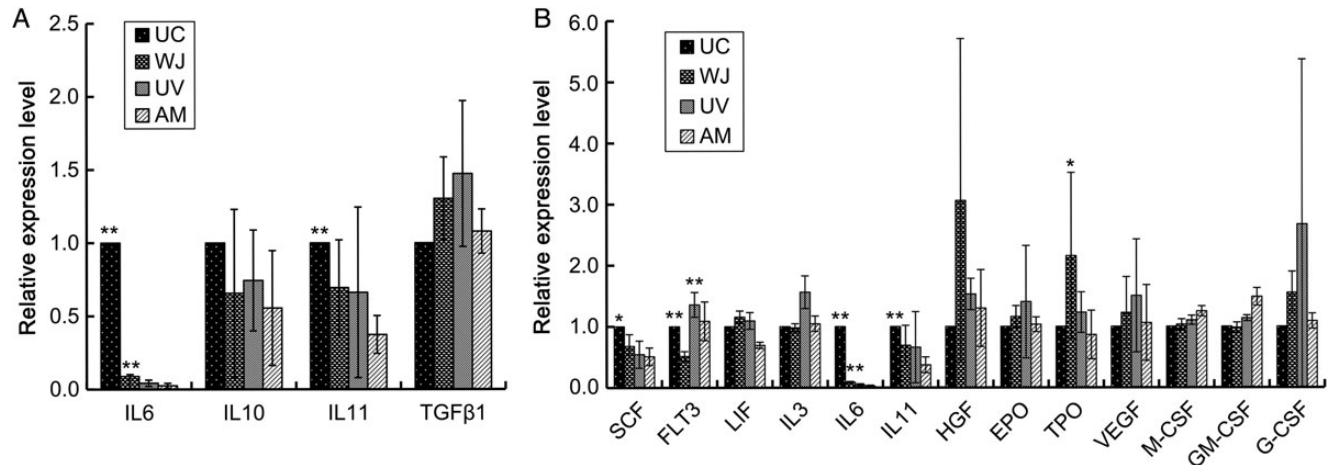 A
Relative expression level
2.5
2.0
1.5
1.0
0.5
0.0
UC
WJ
UV
AM
**
**
**
IL6
IL10
IL11
TGFβ1
B
Relative expression level
6.0
5.0
4.0
3.0
2.0
1.0
0.0
UC
WJ
UV
AM
*
**
**
**
**
**
*
SCF
FLT3
LIF
IL3
IL6
IL11
HGF
EPO
TPO
VEGF
M-CSF
GM-CSF
G-CSF